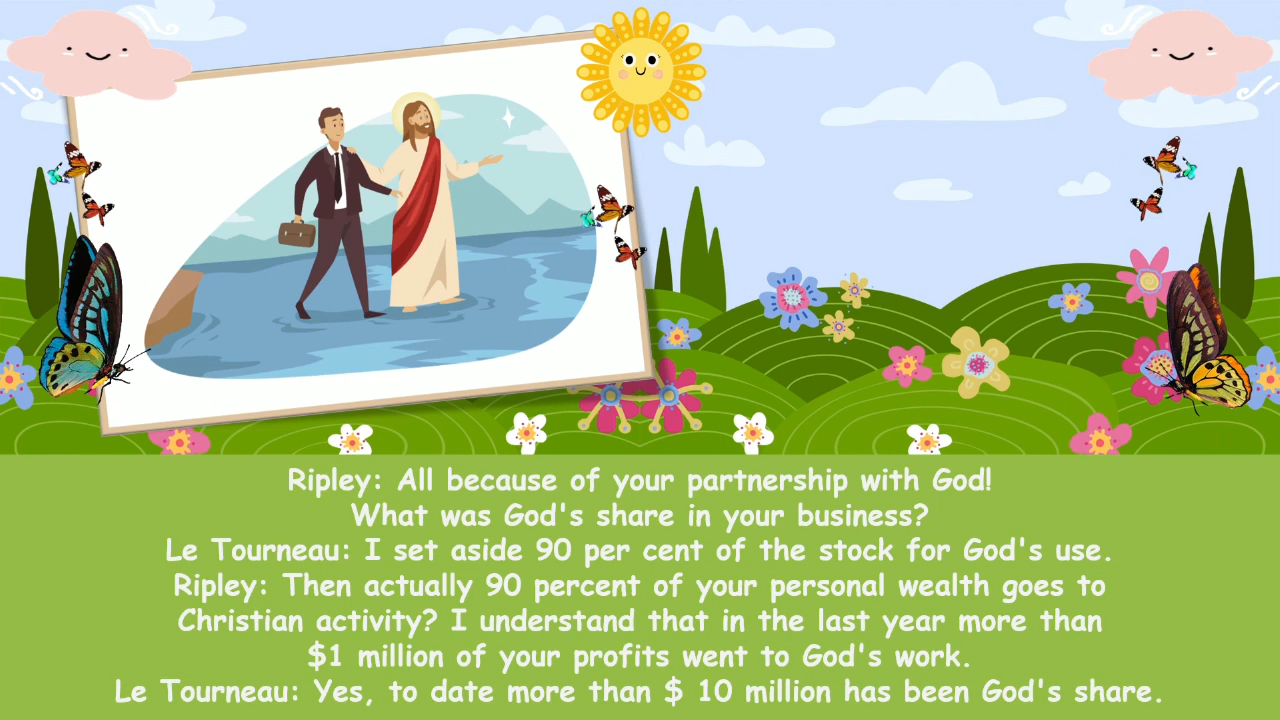 Ripley: All because of your partnership with God!
What was God's share in your business?
Le Tourneau: I set aside 90 per cent of the stock for God's use.
Ripley: Then actually 90 percent of your personal wealth goes to
Christian activity? I understand that in the last year more than
$1 million of your profits went to God's work.
Le Tourneau: Yes, to date more than $ 10 million has been God's share.